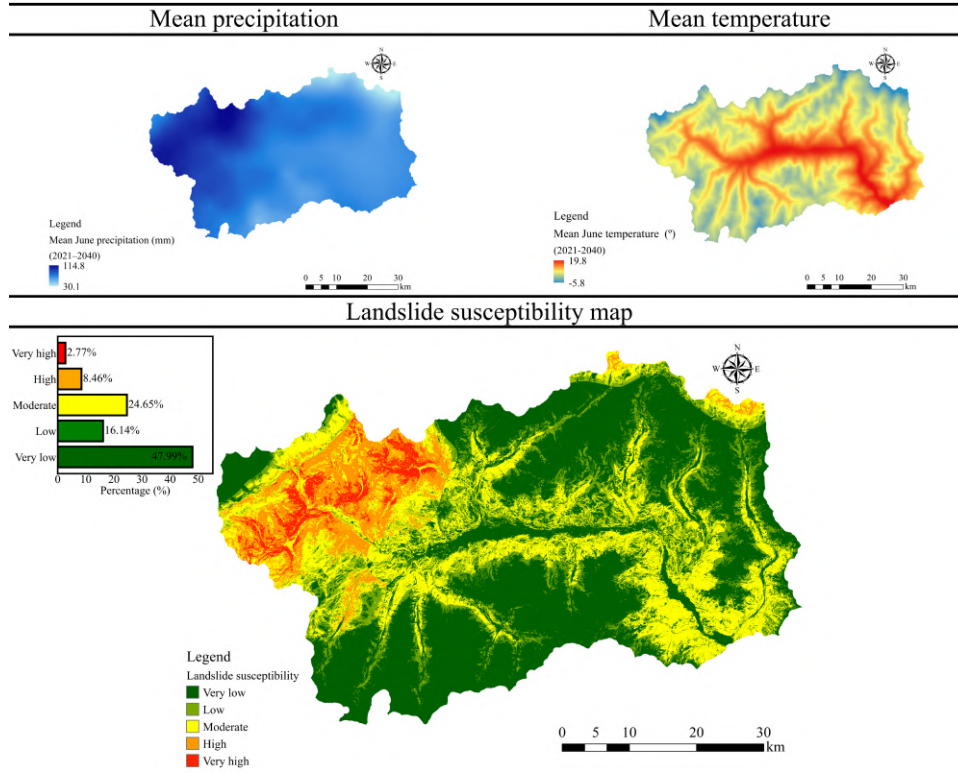 Mean precipitation
Mean temperature
N
W E
S
Legend
Mean June precipitation (mm)
(2021–2040)
114.8
30.1
0 5 10 20 30
km
N
W E
S
Legend
Mean June temperature (º)
(2021-2040)
19.8
-5.8
0 5 10 20 30
km
Landslide susceptibility map
Very high 2.77%
High 8.46%
Moderate 24.65%
Low 16.14%
Very low 47.99%
0 10 20 30 40 50
Percentage (%)
N
W E
S
Legend
Landslide susceptibility
Very low
Low
Moderate
High
Very high
0 5 10 20 30
km